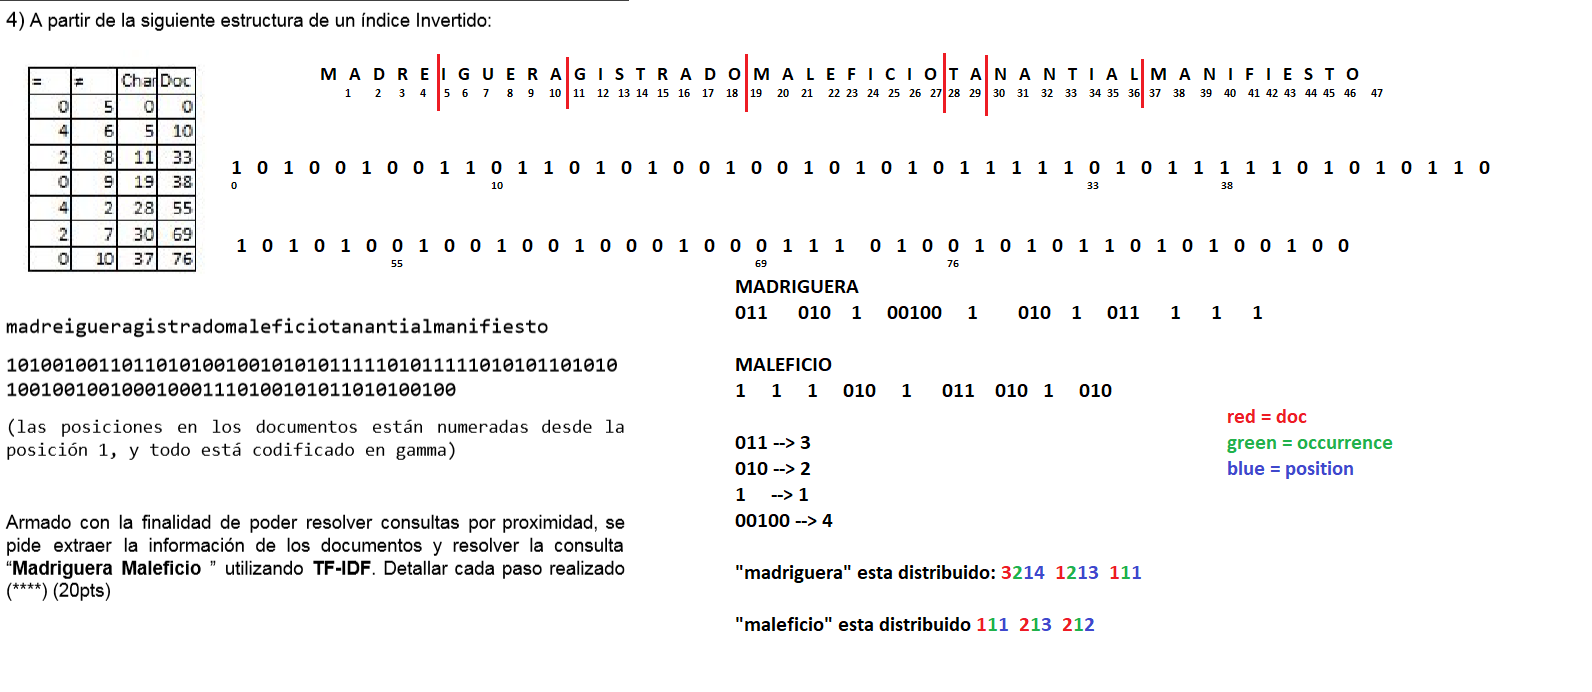 4) A partir de la siguiente estructura de un índice Invertido:
= ≠ Char Doc
0 5 0 0
4 6 5 10
2 8 11 33
0 9 19 38
4 2 28 55
2 7 30 69
0 10 37 76
M A D R E I G U E R A G I S T R A D O M A L E F I C I O T A N A N T I A L M A N I F I E S T O
1 2 3 4 5 6 7 8 9 10 11 12 13 14 15 16 17 18 19 20 21 22 23 24 25 26 27 28 29 30 31 32 33 34 35 36 37 38 39 40 41 42 43 44 45 46 47
1 0 1 0 0 1 0 0 1 1 0 1 1 0 1 0 1 0 0 1 0 0 1 0 1 0 1 0 1 1 1 1 1 0 1 0 1 1 1 1 1 0 1 0 1 0 1 1 0
0 10 33 38
1 0 1 0 1 0 0 1 0 0 1 0 0 1 0 0 0 1 0 0 0 1 1 1 0 1 0 0 1 0 1 0 1 1 0 1 0 1 0 0 1 0 0
55 69 76
madreigueragistradomaleficiotanantialmanifiesto
10100100110110101001001010101111101011111010101101010
100100100100010001110100101011010100100
(las posiciones en los documentos están numeradas desde la
posición 1, y todo está codificado en gamma)
Armado con la finalidad de poder resolver consultas por proximidad, se
pide extraer la información de los documentos y resolver la consulta
“Madriguera Maleficio ” utilizando TF-IDF. Detallar cada paso realizado
(****) (20pts)
MADRIGUERA
011 010 1 00100 1 010 1 011 1 1 1
MALEFICIO
1 1 1 010 1 011 010 1 010
011 --> 3
010 --> 2
1 --> 1
00100 --> 4
"madriguera" esta distribuido: 3214 1213 111
"maleficio" esta distribuido 111 213 212
red = doc
green = occurrence
blue = position